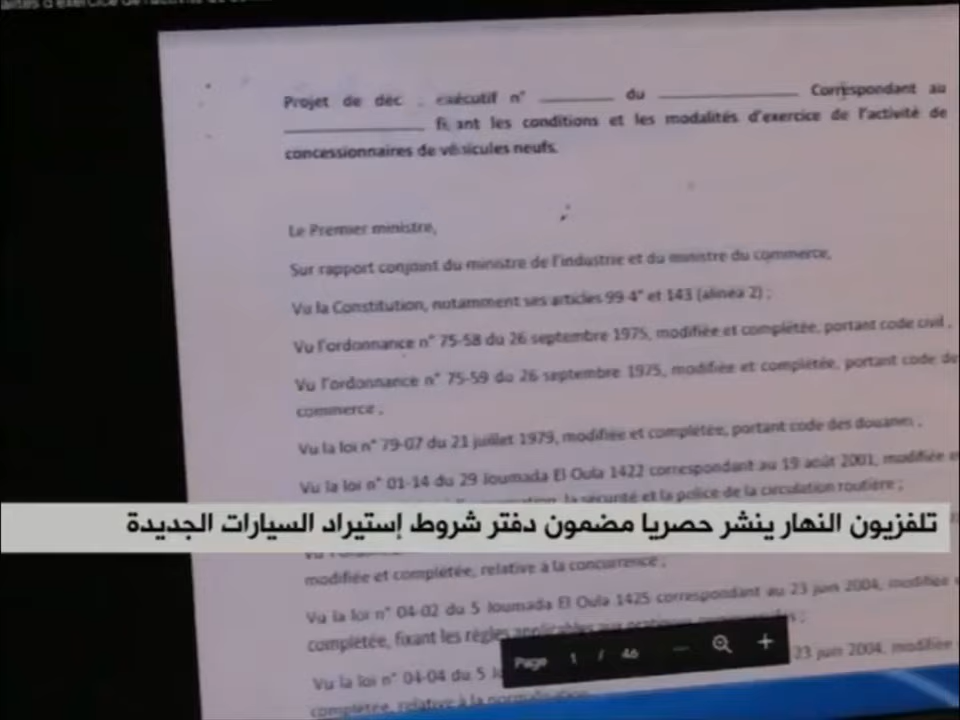 Projet de déc exécutif n° ________ du ______________ Correspondant au
______________ fixant les conditions et les modalités d'exercice de l'activité de
concessionnaires de véhicules neufs.
Le Premier ministre,
Sur rapport conjoint du ministre de l'industrie et du ministre du commerce,
Vu la Constitution, notamment ses articles 99-4° et 143 (alinéa 2) ;
Vu l'ordonnance n° 75-58 du 26 septembre 1975, modifiée et complétée, portant code civil ,
Vu l'ordonnance n° 75-59 du 26 septembre 1975, modifiée et complétée, portant code de
commerce ;
Vu la loi n° 79-07 du 21 juillet 1979, modifiée et complétée, portant code des douanes ;
Vu la loi n° 01-14 du 29 Joumada El Oula 1422 correspondant au 19 août 2001, modifiée
la sécurité et la police de la circulation routière ;
تلفزيون النهار ينشر حصريا مضمون دفتر شروط إستيراد السيارات الجديدة
modifiée et complétée, relative à la concurrence ;
Vu la loi n° 04-02 du 5 Joumada El Oula 1425 correspondant au 23 juin 2004, modifiée
complétée, fixant les règles applicables aux pratiques
Page 1 / 46 — +
Vu la loi n° 04-04 du 5 23 juin 2004, modifiée
complétée, relative à la normalisation